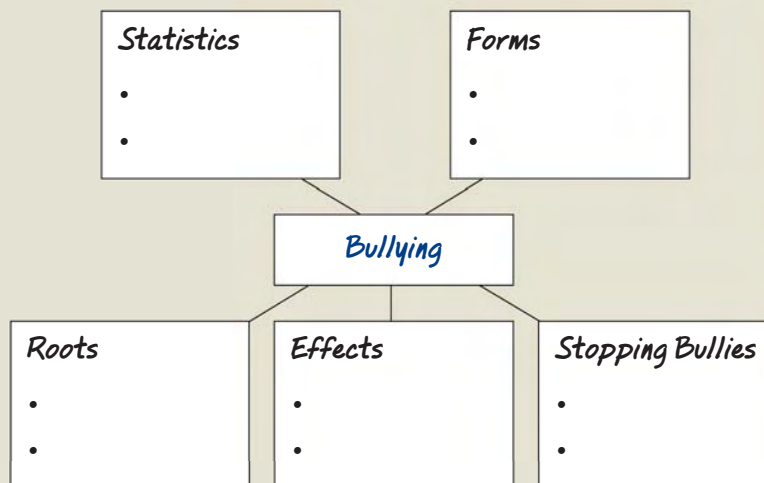 Statistics
•
•
Forms
•
•
Bullying
Roots
•
•
Effects
•
•
Stopping Bullies
•
•